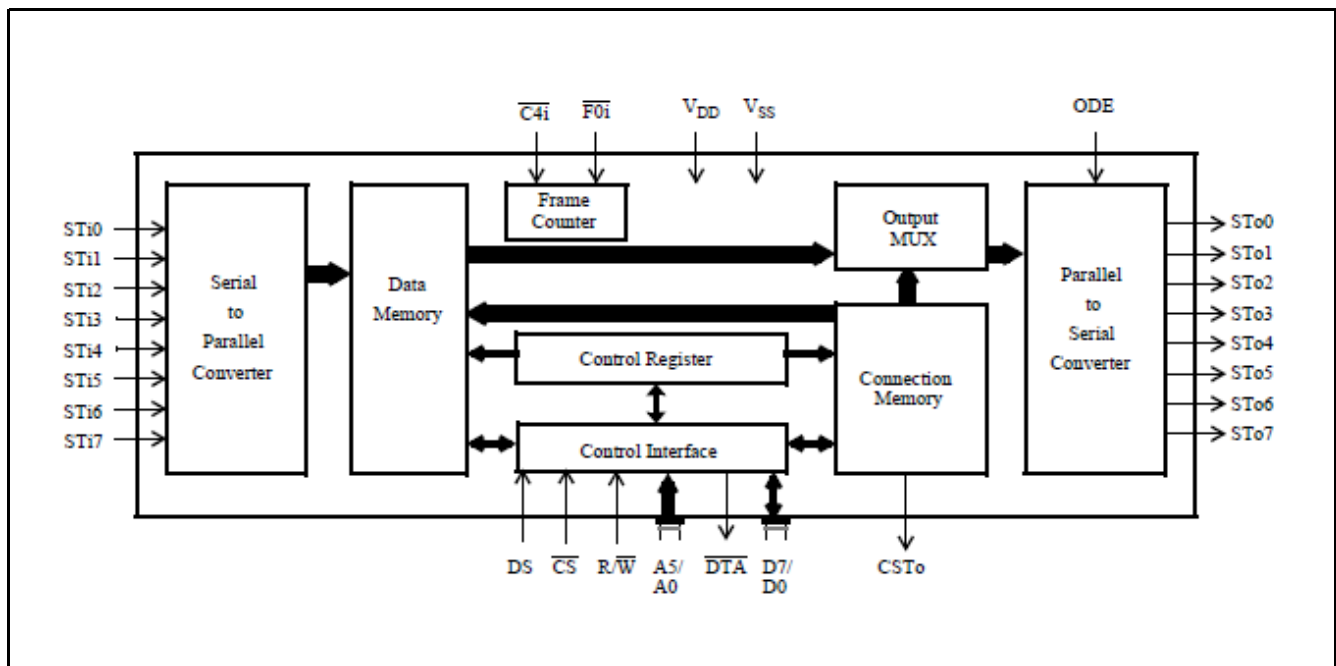 C4i
F0i
VDD
VSS
ODE
STi0
STi1
STi2
STi3
STi4
STi5
STi6
STi7
Serial
to
Parallel
Converter
Data
Memory
Frame
Counter
Control Register
Control Interface
Output
MUX
Connection
Memory
Parallel
to
Serial
Converter
STo0
STo1
STo2
STo3
STo4
STo5
STo6
STo7
DS
CS
R/W
A5/
A0
DTA
D7/
D0
CSTo